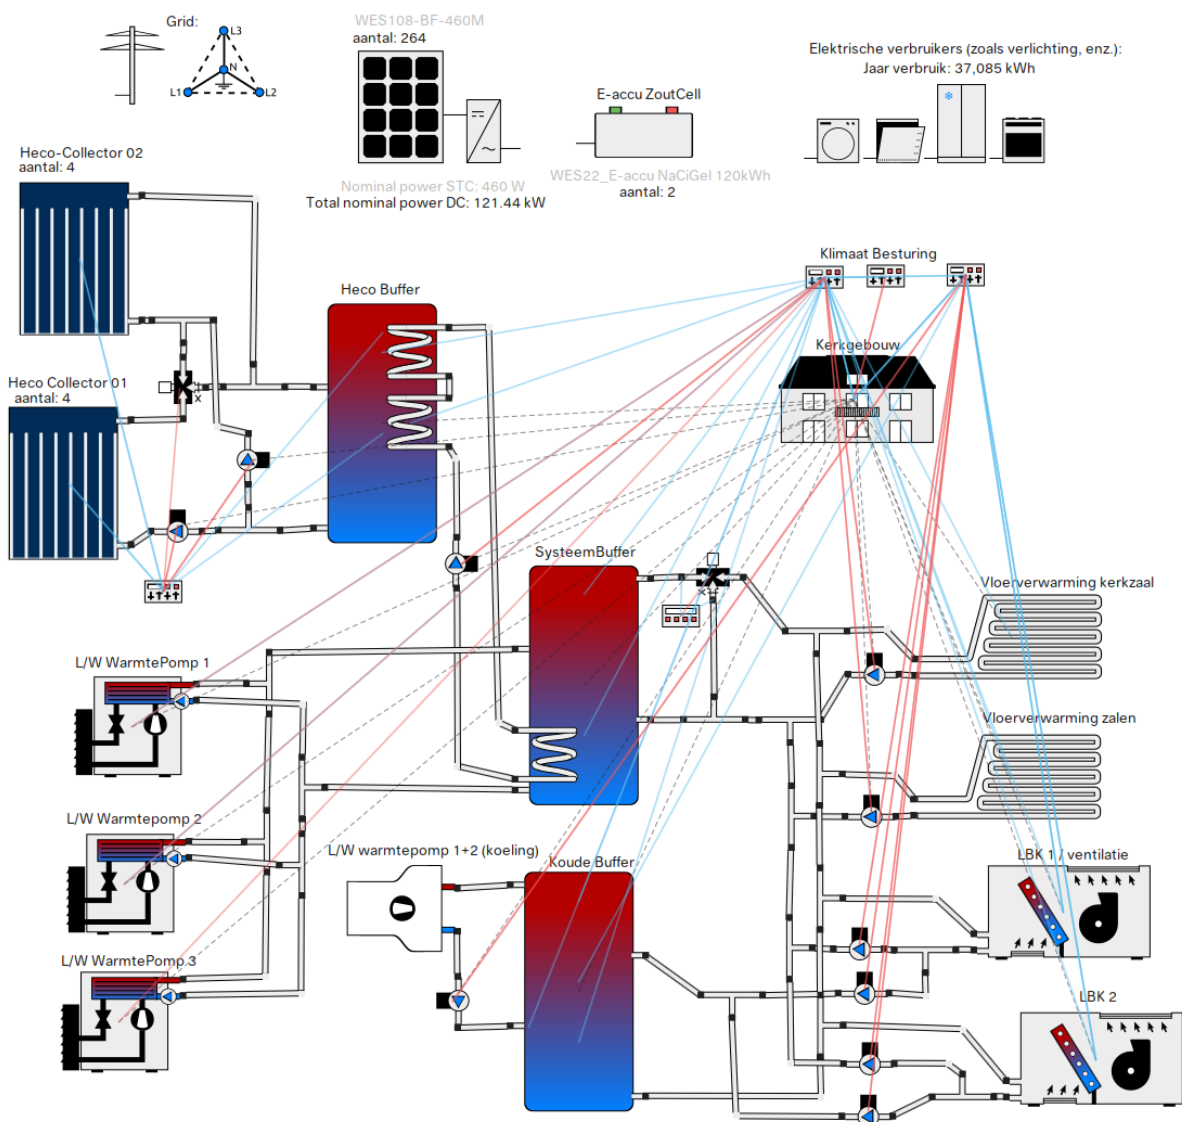 Grid:
L3
N
L1
L2
WES108-BF-460M
aantal: 264
Nominal power STC: 460 W
Total nominal power DC: 121.44 kW
E-accu ZoutCell
WES22_E-accu NaCiGel 120kWh
aantal: 2
Elektrische verbruikers (zoals verlichting, enz.):
Jaar verbruik: 37,085 kWh
Heco-Collector 02
aantal: 4
Heco Collector 01
aantal: 4
Heco Buffer
Klimaat Besturing
Kerkgebouw
x
SysteemBuffer
x
Vloerverwarming kerkzaal
L/W WarmtePomp 1
Vloerverwarming zalen
L/W Warmtepomp 2
L/W warmtepomp 1+2 (koeling)
Koude Buffer
LBK 1 / ventilatie
L/W WarmtePomp 3
LBK 2